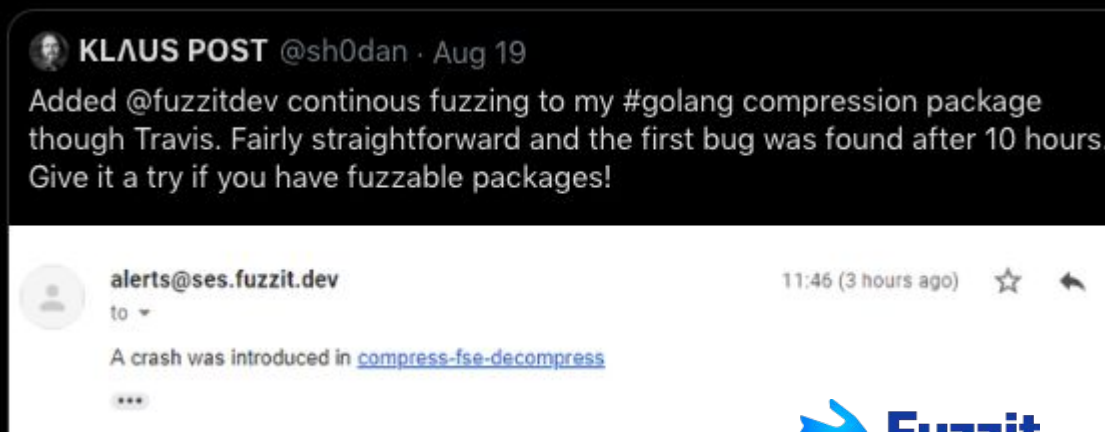 KLΛUS POST @sh0dan · Aug 19
Added @fuzzitdev continous fuzzing to my #golang compression package
though Travis. Fairly straightforward and the first bug was found after 10 hours.
Give it a try if you have fuzzable packages!
alerts@ses.fuzzit.dev 11:46 (3 hours ago)
to
A crash was introduced in compress-fse-decompress
Fuzzit